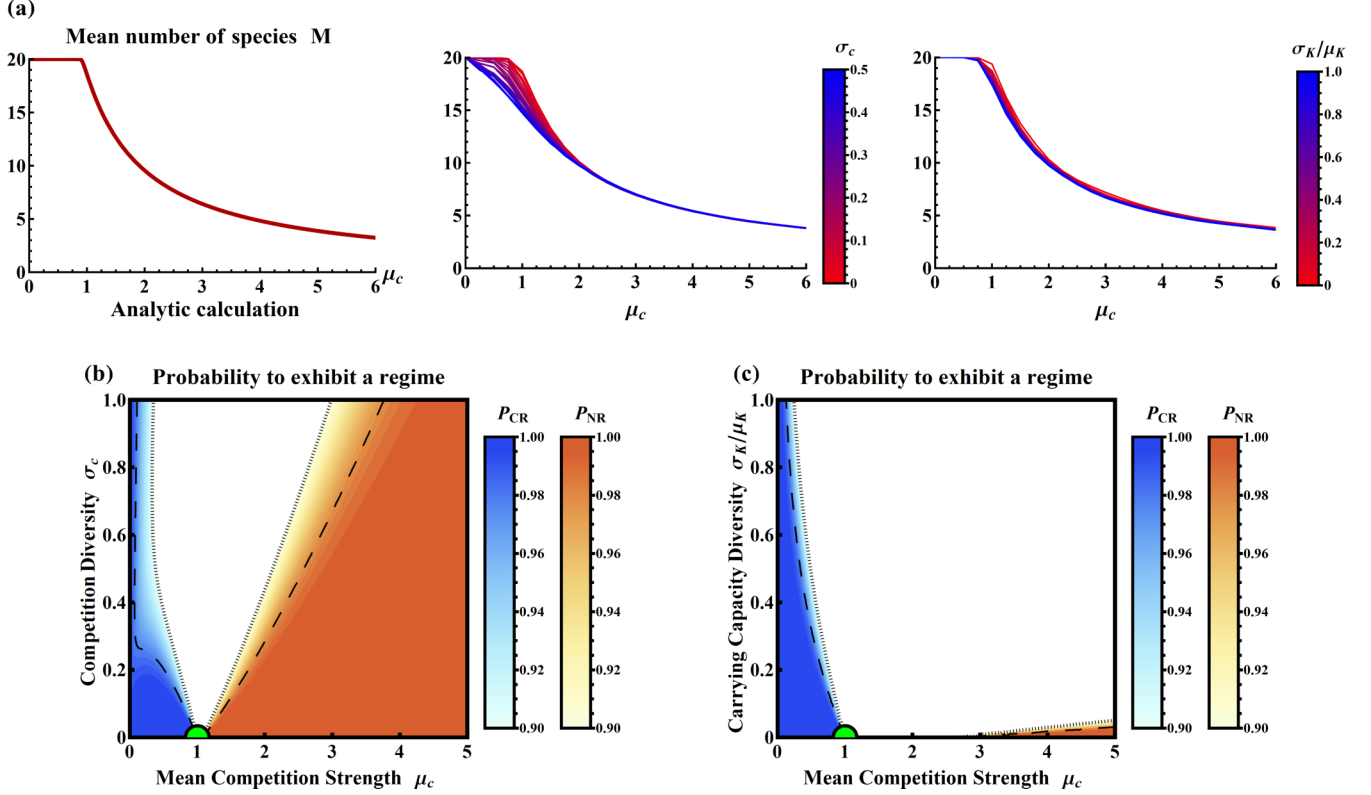 (a)
Mean number of species M
20
15
10
5
0
0 1 2 3 4 5 6 μc
Analytic calculation
20
15
10
5
0
0 1 2 3 4 5 6
μc
σc
0.5
0.4
0.3
0.2
0.1
0
20
15
10
5
0
0 1 2 3 4 5 6
μc
σK/μK
1.0
0.8
0.6
0.4
0.2
0
(b) Probability to exhibit a regime
Competition Diversity σc
1.0
0.8
0.6
0.4
0.2
0
0 1 2 3 4 5
Mean Competition Strength μc
PCR PNR
1.00 1.00
0.98 0.98
0.96 0.96
0.94 0.94
0.92 0.92
0.90 0.90
(c) Probability to exhibit a regime
Carrying Capacity Diversity σK/μK
1.0
0.8
0.6
0.4
0.2
0
0 1 2 3 4 5
Mean Competition Strength μc
PCR PNR
1.00 1.00
0.98 0.98
0.96 0.96
0.94 0.94
0.92 0.92
0.90 0.90